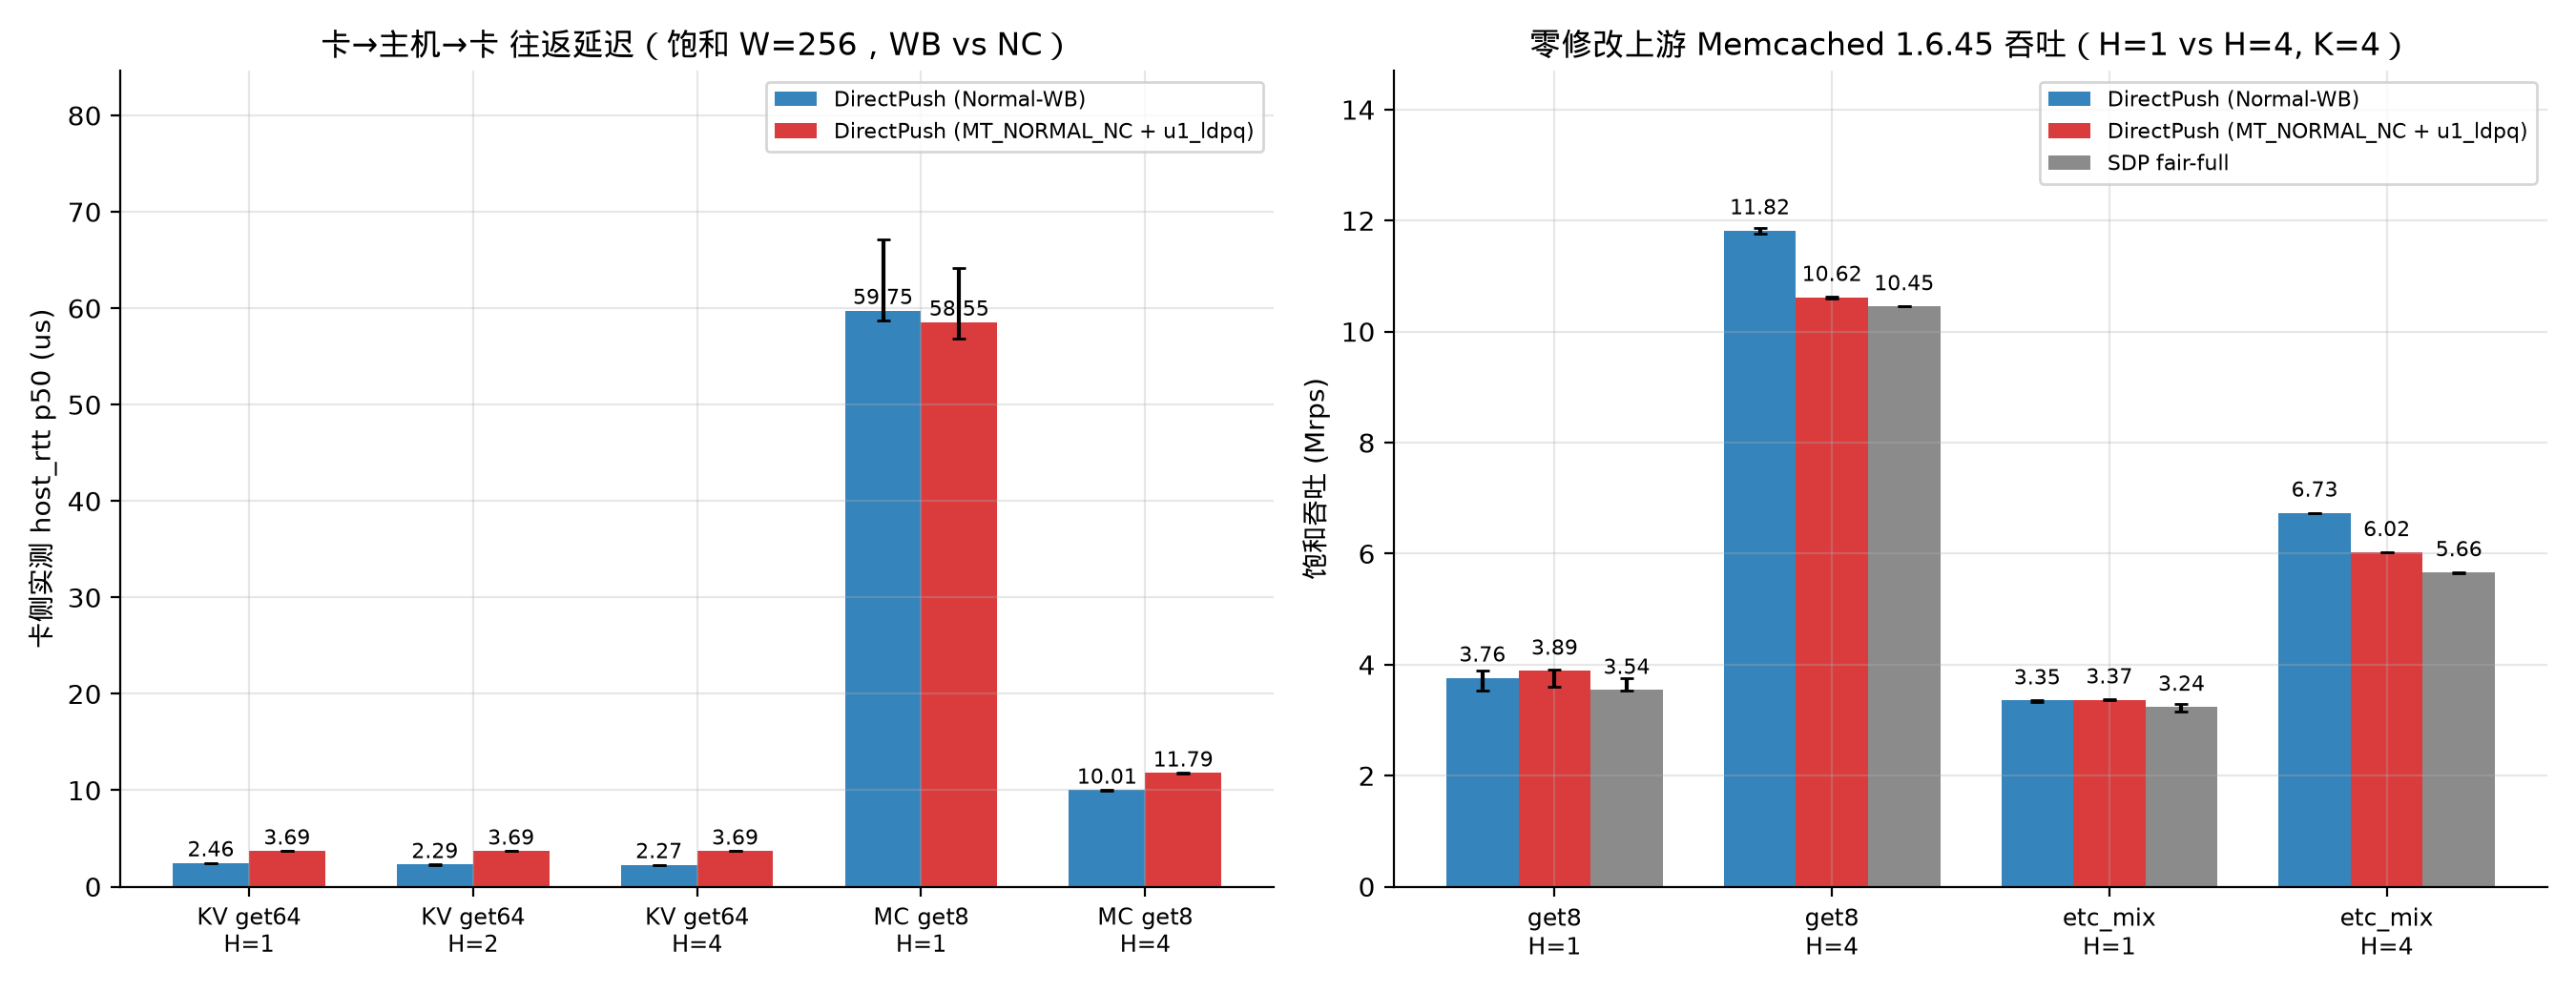 卡→主机→卡 往返延迟（饱和 W=256，WB vs NC）
DirectPush (Normal-WB)
DirectPush (MT_NORMAL_NC + u1_ldpq)
卡侧实测 host_rtt p50 (us)
80
70
60
50
40
30
20
10
0
2.46
3.69
2.29
3.69
2.27
3.69
59.75
58.55
10.01
11.79
KV get64
H=1
KV get64
H=2
KV get64
H=4
MC get8
H=1
MC get8
H=4
零修改上游 Memcached 1.6.45 吞吐（H=1 vs H=4, K=4）
DirectPush (Normal-WB)
DirectPush (MT_NORMAL_NC + u1_ldpq)
SDP fair-full
饱和吞吐 (Mrps)
14
12
10
8
6
4
2
0
3.76
3.89
3.54
11.82
10.62
10.45
3.35
3.37
3.24
6.73
6.02
5.66
get8
H=1
get8
H=4
etc_mix
H=1
etc_mix
H=4